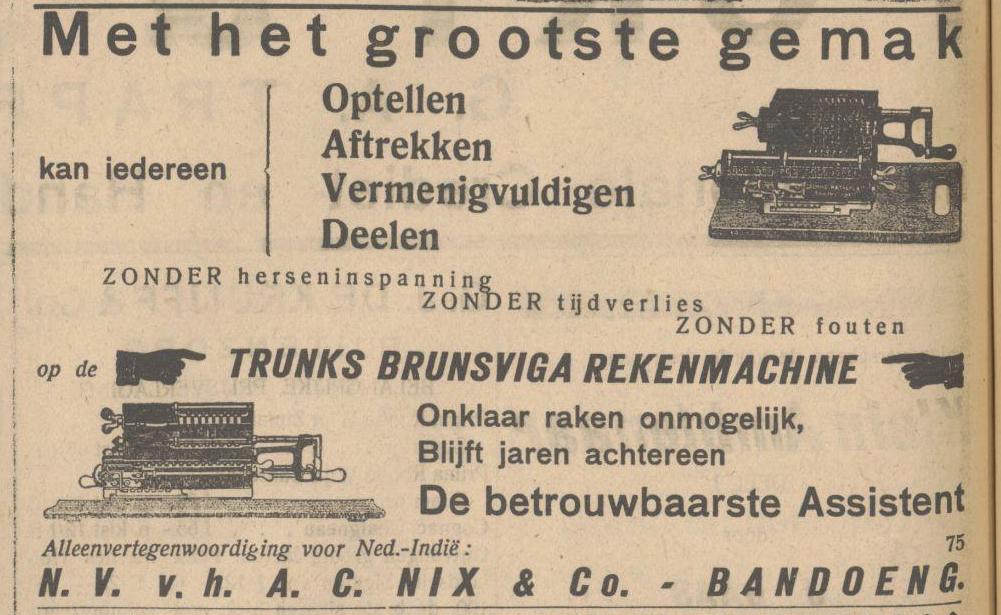 Met het grootste gemak
kan iedereen
Optellen
Aftrekken
Vermenigvuldigen
Deelen
ZONDER herseninspanning
ZONDER tijdverlies
ZONDER fouten
op de TRUNKS BRUNSVIGA REKENMACHINE
Onklaar raken onmogelijk,
Blijft jaren achtereen
De betrouwbaarste Assistent
Alleenvertegenwoordiging voor Ned.-Indië: 75
N. V. v. h. A. C. NIX & Co. - BANDOENG.